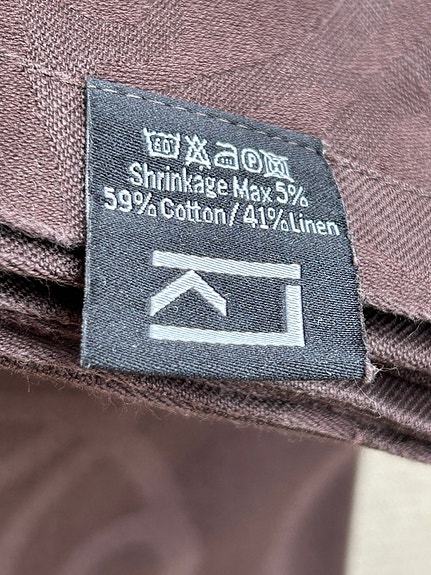 Shrinkage Max 5%
59% Cotton/41% Linen